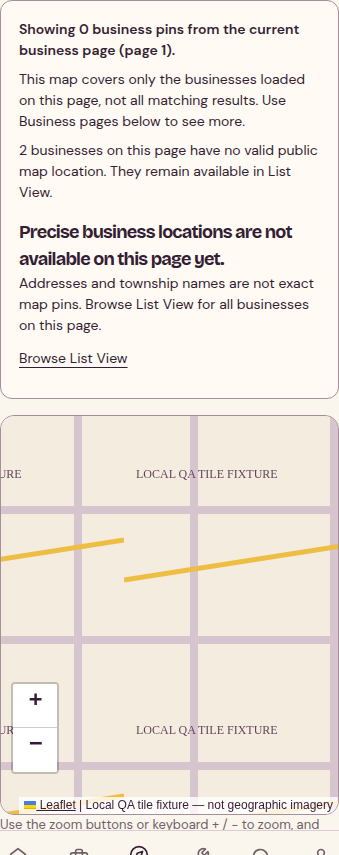 Showing 0 business pins from the current
business page (page 1).
This map covers only the businesses loaded
on this page, not all matching results. Use
Business pages below to see more.
2 businesses on this page have no valid public
map location. They remain available in List
View.
Precise business locations are not
available on this page yet.
Addresses and township names are not exact
map pins. Browse List View for all businesses
on this page.
Browse List View
URE LOCAL QA TILE FIXTURE
+
−
UR LOCAL QA TILE FIXTURE
Leaflet | Local QA tile fixture — not geographic imagery
Use the zoom buttons or keyboard + / − to zoom, and